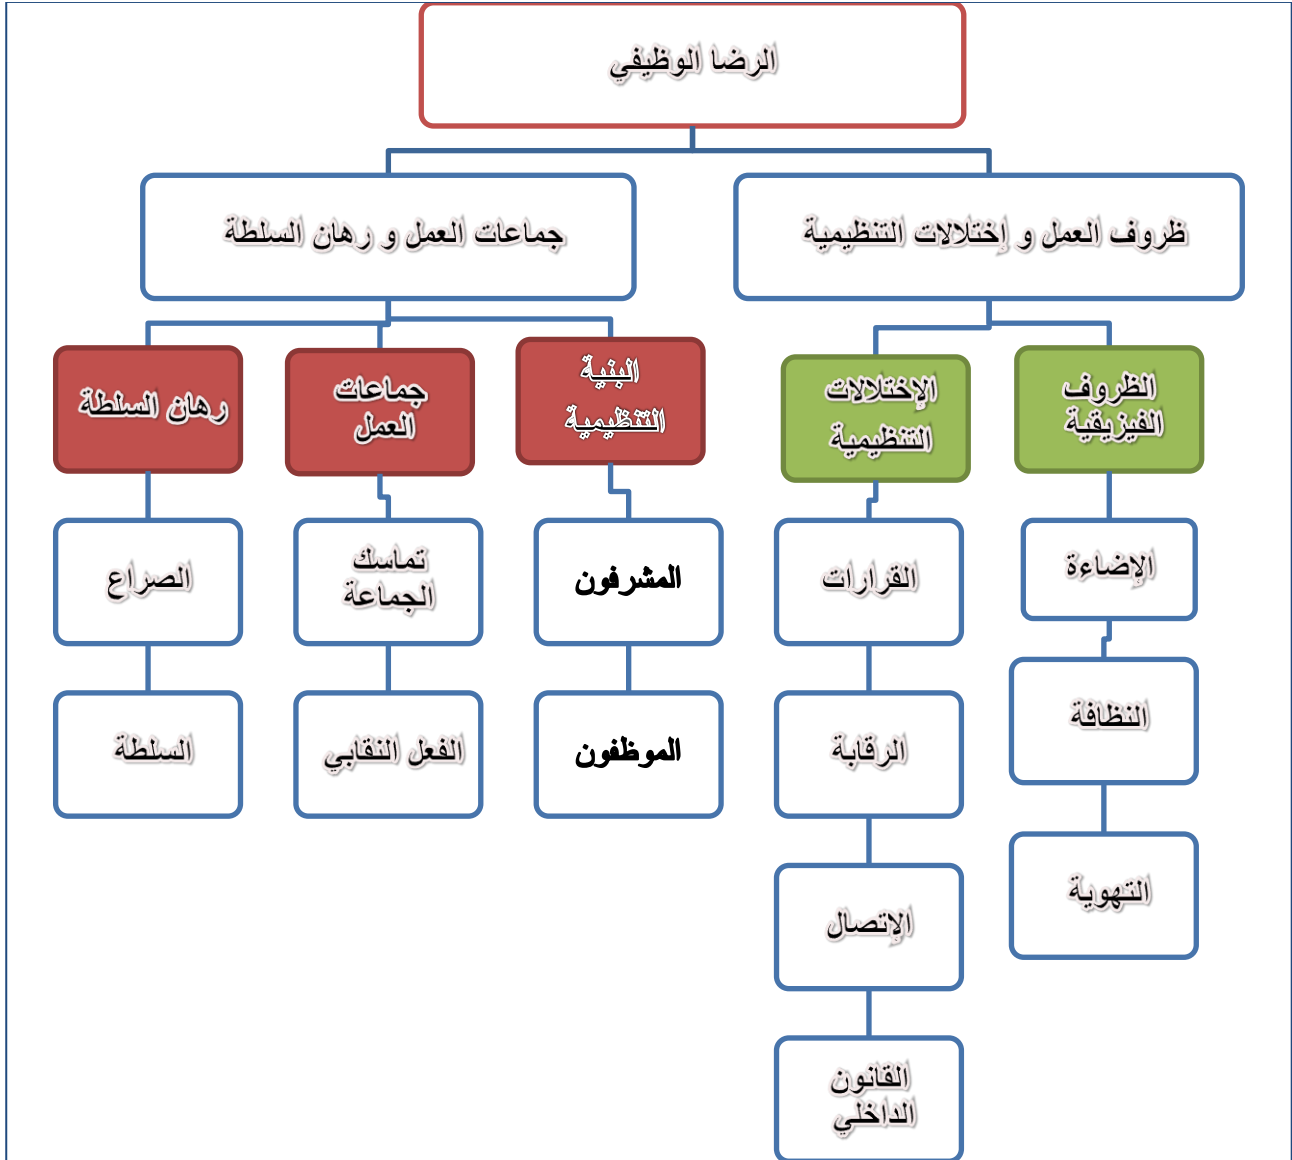 الرضا الوظيفي
ظروف العمل و إختلالات التنظيمية
جماعات العمل و رهان السلطة
الظروف
الفيزيقية
الإختلالات
التنظيمية
البنية
التنظيمية
جماعات
العمل
رهان السلطة
الإضاءة
النظافة
التهوية
القرارات
الرقابة
الإتصال
القانون
الداخلي
المشرفون
الموظفون
تماسك
الجماعة
الفعل النقابي
الصراع
السلطة